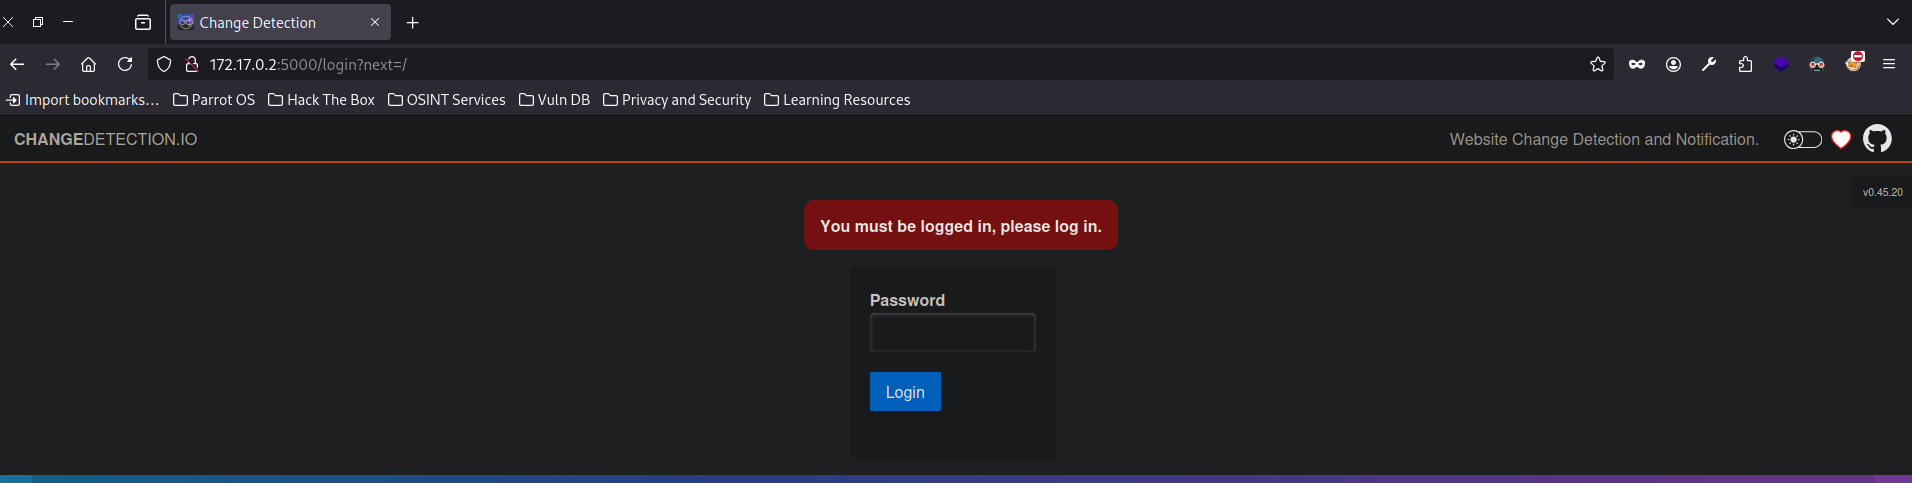 Change Detection
172.17.0.2:5000/login?next=/
Import bookmarks... Parrot OS Hack The Box OSINT Services Vuln DB Privacy and Security Learning Resources
CHANGEDETECTION.IO Website Change Detection and Notification.
v0.45.20
You must be logged in, please log in.
Password
Login